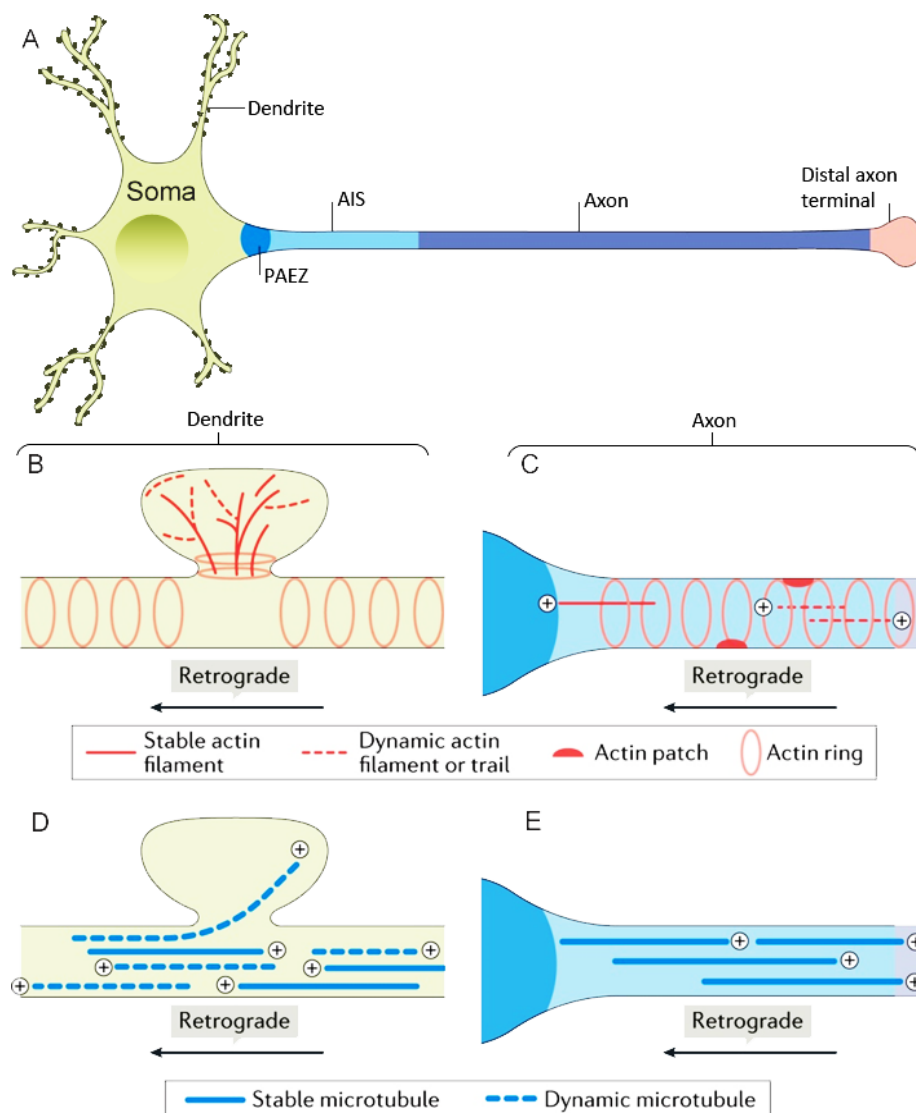 A
Dendrite
Soma
AIS
Axon
Distal axon
terminal
PAEZ
Dendrite
Axon
B
C
+
+
+
Retrograde
Retrograde
Stable actin
filament
Dynamic actin
filament or trail
Actin patch
Actin ring
D
E
+
+
+
+
+
+
+
+
+
+
+
Retrograde
Retrograde
Stable microtubule
Dynamic microtubule